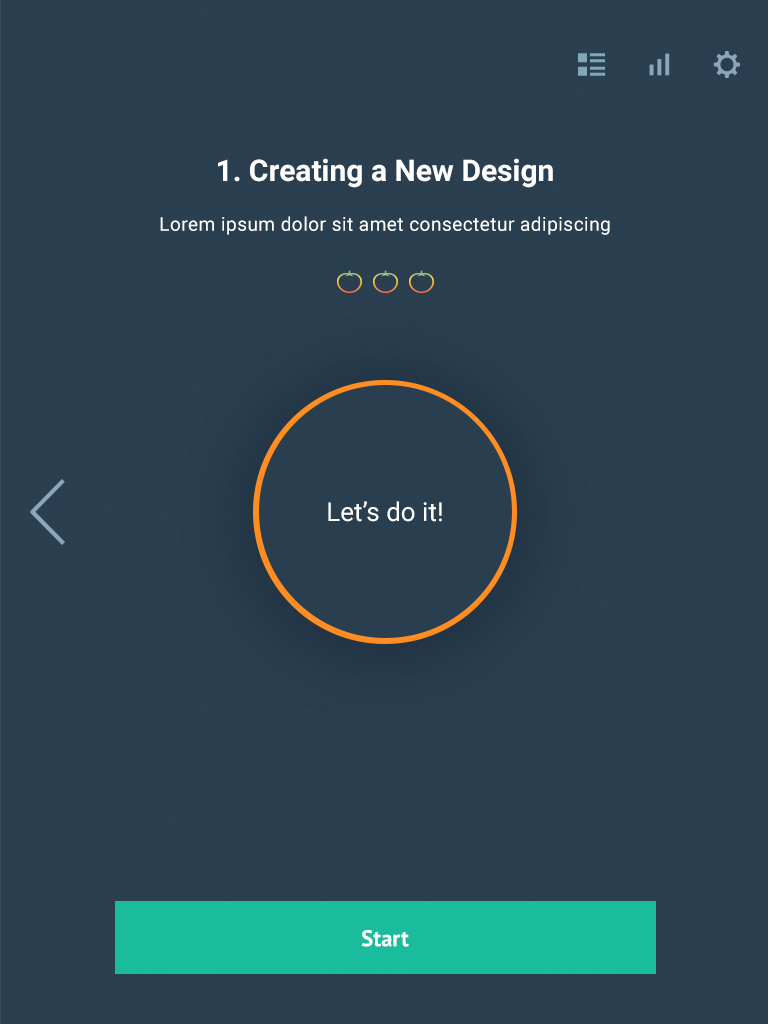 1. Creating a New Design
Lorem ipsum dolor sit amet consectetur adipiscing
Let’s do it!
Start